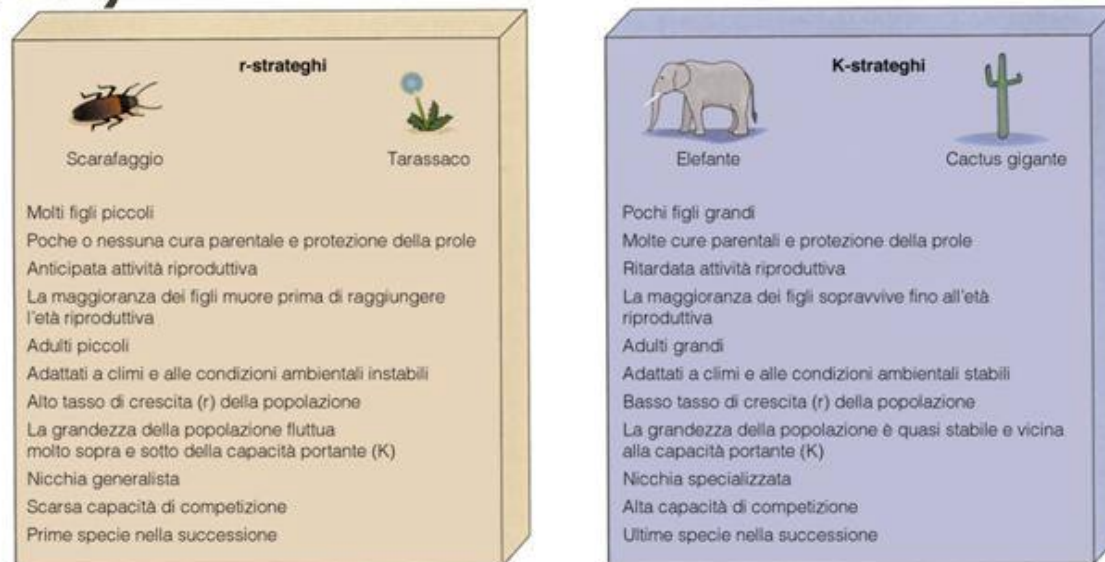 r-strateghi
Scarafaggio
Tarassaco
Molti figli piccoli
Poche o nessuna cura parentale e protezione della prole
Anticipata attività riproduttiva
La maggioranza dei figli muore prima di raggiungere
l'età riproduttiva
Adulti piccoli
Adattati a climi e alle condizioni ambientali instabili
Alto tasso di crescita (r) della popolazione
La grandezza della popolazione fluttua
molto sopra e sotto della capacità portante (K)
Nicchia generalista
Scarsa capacità di competizione
Prime specie nella successione
K-strateghi
Elefante
Cactus gigante
Pochi figli grandi
Molte cure parentali e protezione della prole
Ritardata attività riproduttiva
La maggioranza dei figli sopravvive fino all'età
riproduttiva
Adulti grandi
Adattati a climi e alle condizioni ambientali stabili
Basso tasso di crescita (r) della popolazione
La grandezza della popolazione è quasi stabile e vicina
alla capacità portante (K)
Nicchia specializzata
Alta capacità di competizione
Ultime specie nella successione